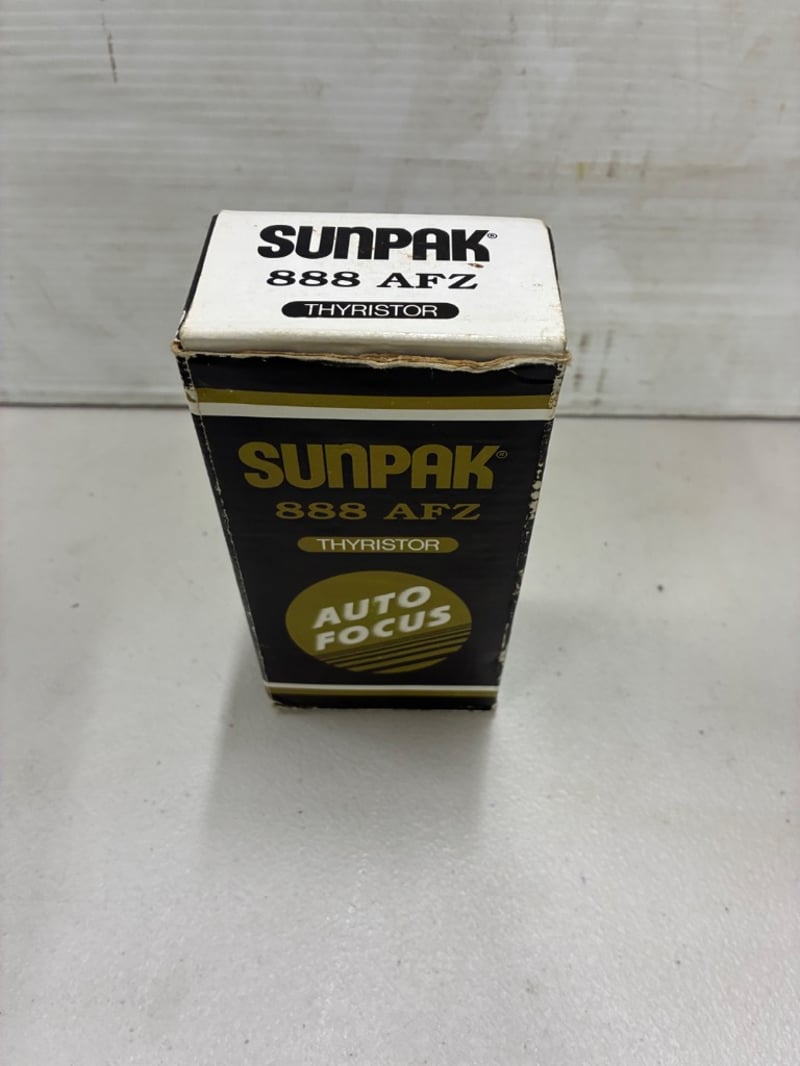 SUNPAK®
888 AFZ
THYRISTOR
SUNPAK®
888 AFZ
THYRISTOR
AUTO
FOCUS